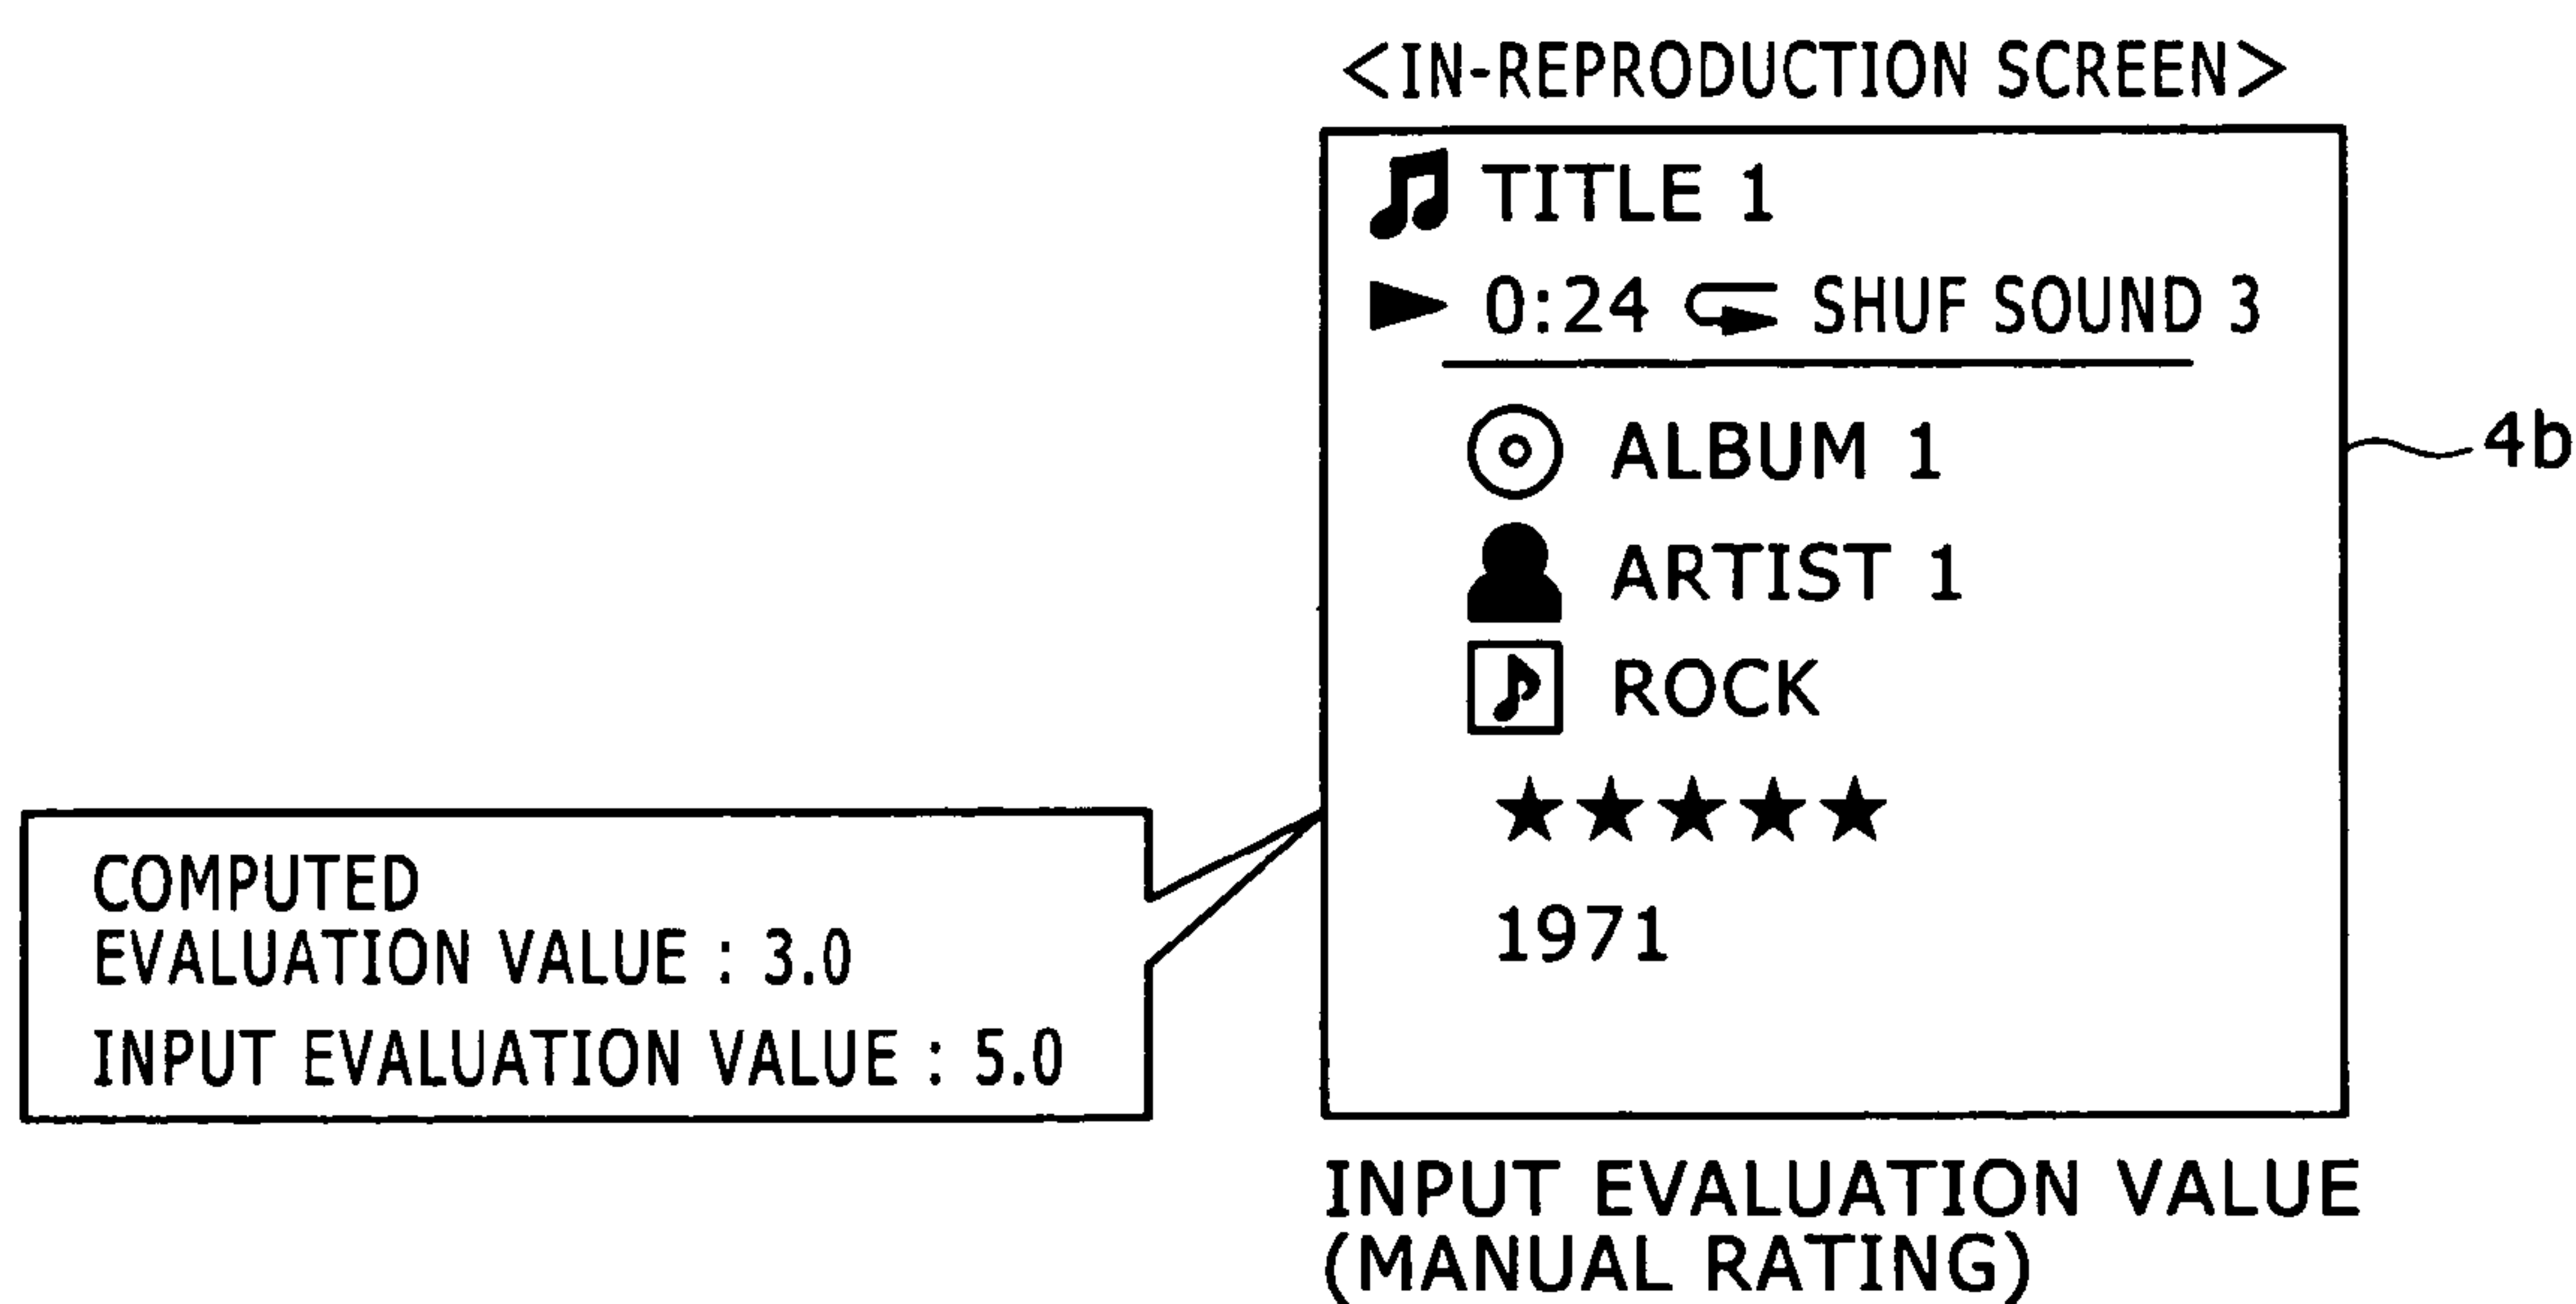 <IN-REPRODUCTION SCREEN>
TITLE 1
0:24 SHUF SOUND 3
ALBUM 1
4b
ARTIST 1
ROCK
★★★★★
1971
COMPUTED
EVALUATION VALUE : 3.0
INPUT EVALUATION VALUE : 5.0
INPUT EVALUATION VALUE
(MANUAL RATING)